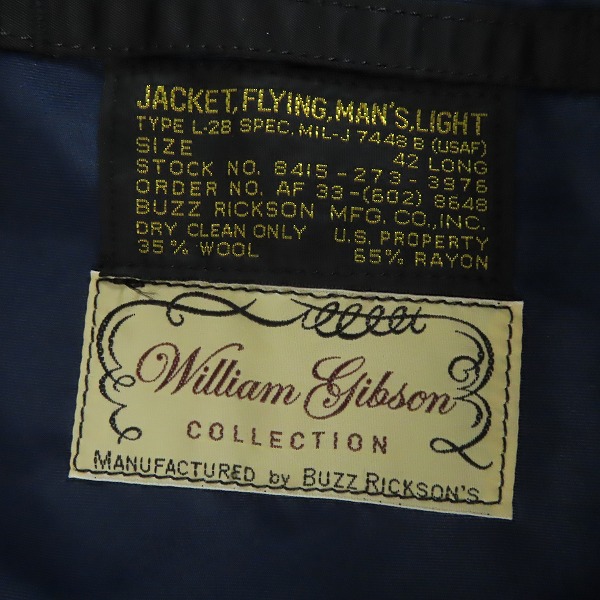 JACKET, FLYING, MAN'S, LIGHT
TYPE L-2B SPEC. MIL-J 7448 B (USAF)
SIZE 42 LONG
STOCK NO. 8415-273-3976
ORDER NO. AF 33-(602) 8648
BUZZ RICKSON MFG. CO., INC.
DRY CLEAN ONLY U.S. PROPERTY
35% WOOL 65% RAYON
William Gibson
COLLECTION
MANUFACTURED by BUZZ RICKSON'S